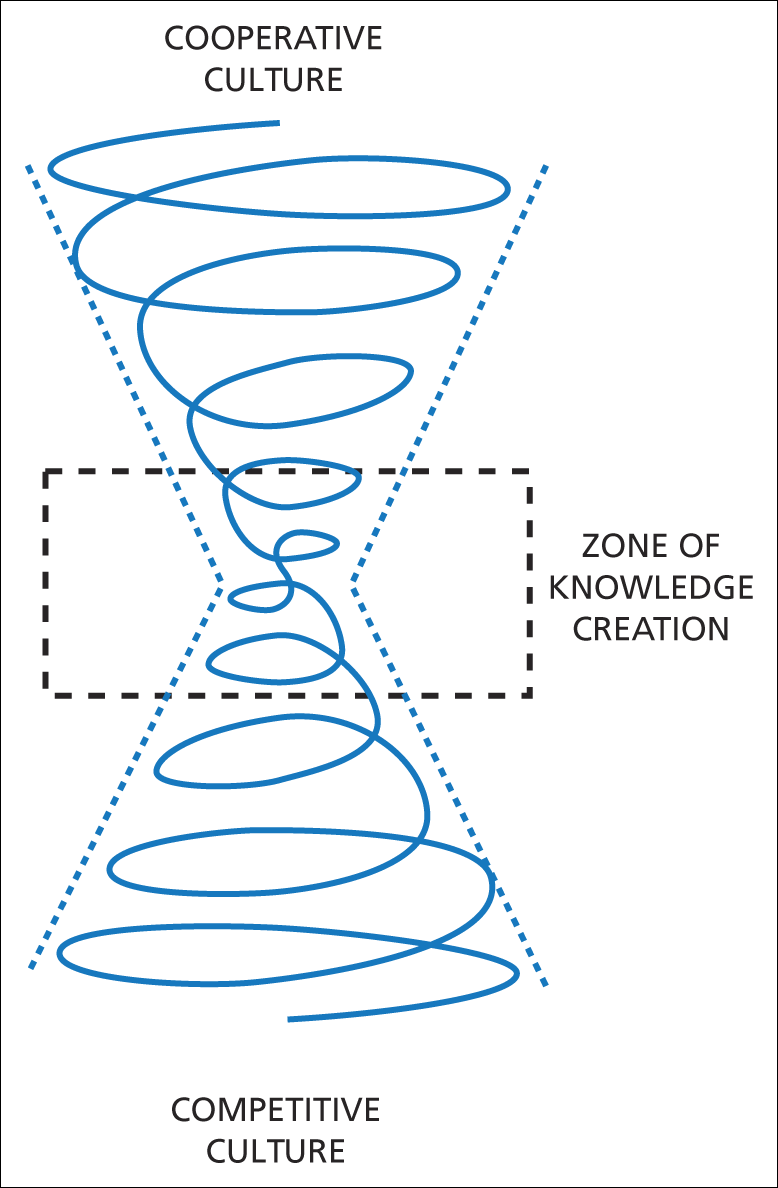 COOPERATIVE
CULTURE
ZONE OF
KNOWLEDGE
CREATION
COMPETITIVE
CULTURE